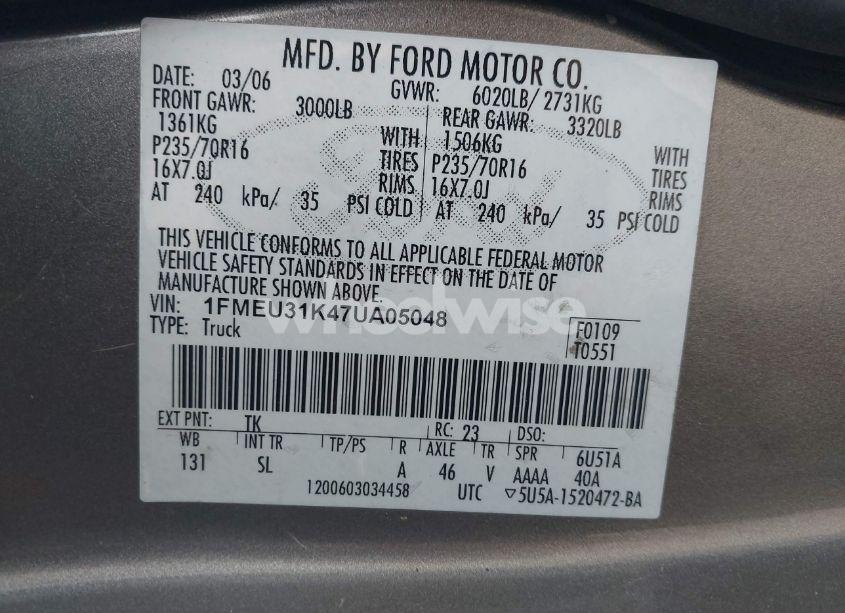 MFD. BY FORD MOTOR CO.
DATE: 03/06 GVWR: 6020LB/ 2731KG
FRONT GAWR: 3000LB REAR GAWR: 3320LB
1361KG WITH 1506KG WITH
P235/70R16 TIRES P235/70R16 TIRES
16X7.0J RIMS 16X7.0J RIMS
AT 240 kPa/ 35 PSI COLD AT 240 kPa/ 35 PSI COLD
THIS VEHICLE CONFORMS TO ALL APPLICABLE FEDERAL MOTOR
VEHICLE SAFETY STANDARDS IN EFFECT ON THE DATE OF
MANUFACTURE SHOWN ABOVE.
VIN: 1FMEU31K47UA05048
TYPE: Truck
F0109
T0551
wheelwise
EXT PNT: TK RC: 23 DSO:
WB INT TR TP/PS R AXLE TR SPR 6U51A
131 SL A 46 V AAAA 40A
1200603034458 UTC ▽5U5A-1520472-BA